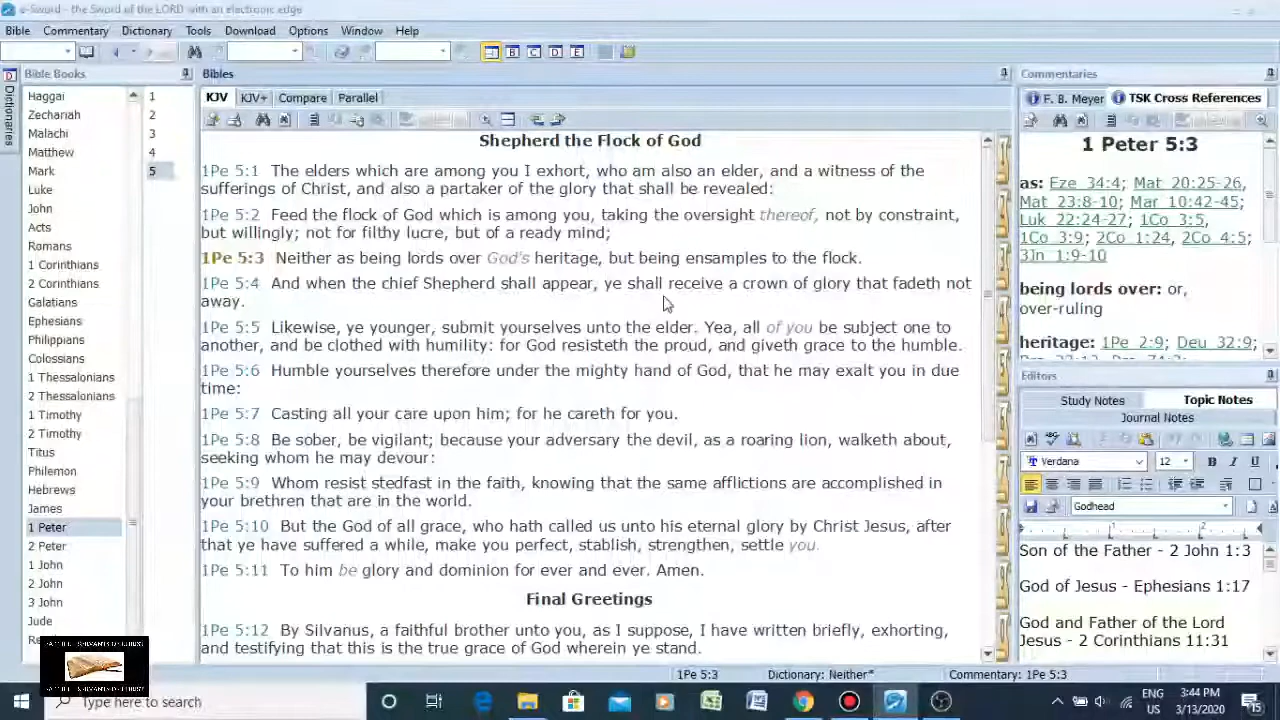 e-Sword - the Sword of the LORD with an electronic edge
Bible Commentary Dictionary Tools Download Options Window Help
B C D E
Dictionaries
Bible Books
Haggai
Zechariah
Malachi
Matthew
Mark
Luke
John
Acts
Romans
1 Corinthians
2 Corinthians
Galatians
Ephesians
Philippians
Colossians
1 Thessalonians
2 Thessalonians
1 Timothy
2 Timothy
Titus
Philemon
Hebrews
James
1 Peter
2 Peter
1 John
2 John
3 John
Jude
1
2
3
4
5
Bibles
KJV KJV+ Compare Parallel
Shepherd the Flock of God
1Pe 5:1 The elders which are among you I exhort, who am also an elder, and a witness of the
sufferings of Christ, and also a partaker of the glory that shall be revealed:
1Pe 5:2 Feed the flock of God which is among you, taking the oversight thereof, not by constraint,
but willingly; not for filthy lucre, but of a ready mind;
1Pe 5:3 Neither as being lords over God's heritage, but being ensamples to the flock.
1Pe 5:4 And when the chief Shepherd shall appear, ye shall receive a crown of glory that fadeth not
away.
1Pe 5:5 Likewise, ye younger, submit yourselves unto the elder. Yea, all of you be subject one to
another, and be clothed with humility: for God resisteth the proud, and giveth grace to the humble.
1Pe 5:6 Humble yourselves therefore under the mighty hand of God, that he may exalt you in due
time:
1Pe 5:7 Casting all your care upon him; for he careth for you.
1Pe 5:8 Be sober, be vigilant; because your adversary the devil, as a roaring lion, walketh about,
seeking whom he may devour:
1Pe 5:9 Whom resist stedfast in the faith, knowing that the same afflictions are accomplished in
your brethren that are in the world.
1Pe 5:10 But the God of all grace, who hath called us unto his eternal glory by Christ Jesus, after
that ye have suffered a while, make you perfect, stablish, strengthen, settle you.
1Pe 5:11 To him be glory and dominion for ever and ever. Amen.
Final Greetings
1Pe 5:12 By Silvanus, a faithful brother unto you, as I suppose, I have written briefly, exhorting,
and testifying that this is the true grace of God wherein ye stand.
Commentaries
F. B. Meyer TSK Cross References
1 Peter 5:3
as: Eze 34:4; Mat 20:25-26,
Mat 23:8-10; Mar 10:42-45;
Luk 22:24-27; 1Co 3:5,
1Co 3:9; 2Co 1:24, 2Co 4:5;
3Jn 1:9-10
being lords over: or,
over-ruling
heritage: 1Pe 2:9; Deu 32:9;
Editors
Study Notes Topic Notes
Journal Notes
Verdana 12 B I U
Godhead
1 2
Son of the Father - 2 John 1:3
God of Jesus - Ephesians 1:17
God and Father of the Lord
Jesus - 2 Corinthians 11:31
1Pe 5:3 Dictionary: Neither* Commentary: 1Pe 5:3
Type here to search
ENG
US
3:44 PM
3/13/2020
15